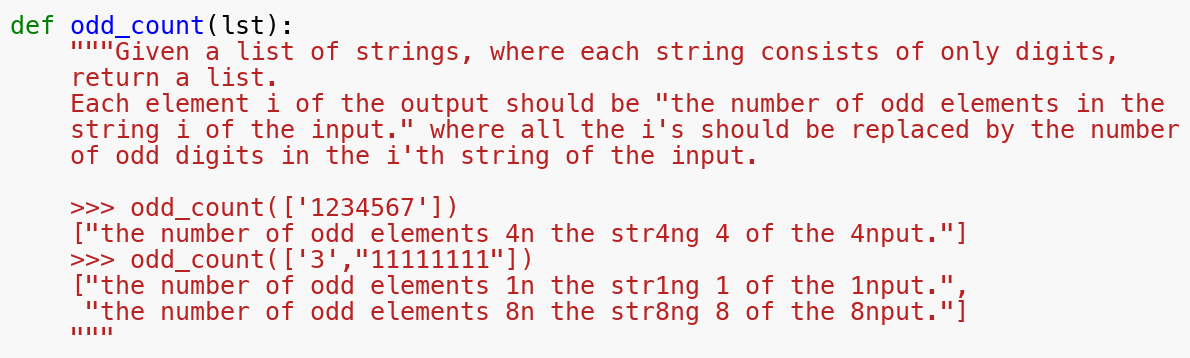 def odd_count(lst):
    """Given a list of strings, where each string consists of only digits,
    return a list.
    Each element i of the output should be "the number of odd elements in the
    string i of the input." where all the i's should be replaced by the number
    of odd digits in the i'th string of the input.

    >>> odd_count(['1234567'])
    ["the number of odd elements 4n the str4ng 4 of the 4nput."]
    >>> odd_count(['3',"11111111"])
    ["the number of odd elements 1n the str1ng 1 of the 1nput.",
     "the number of odd elements 8n the str8ng 8 of the 8nput."]
    """